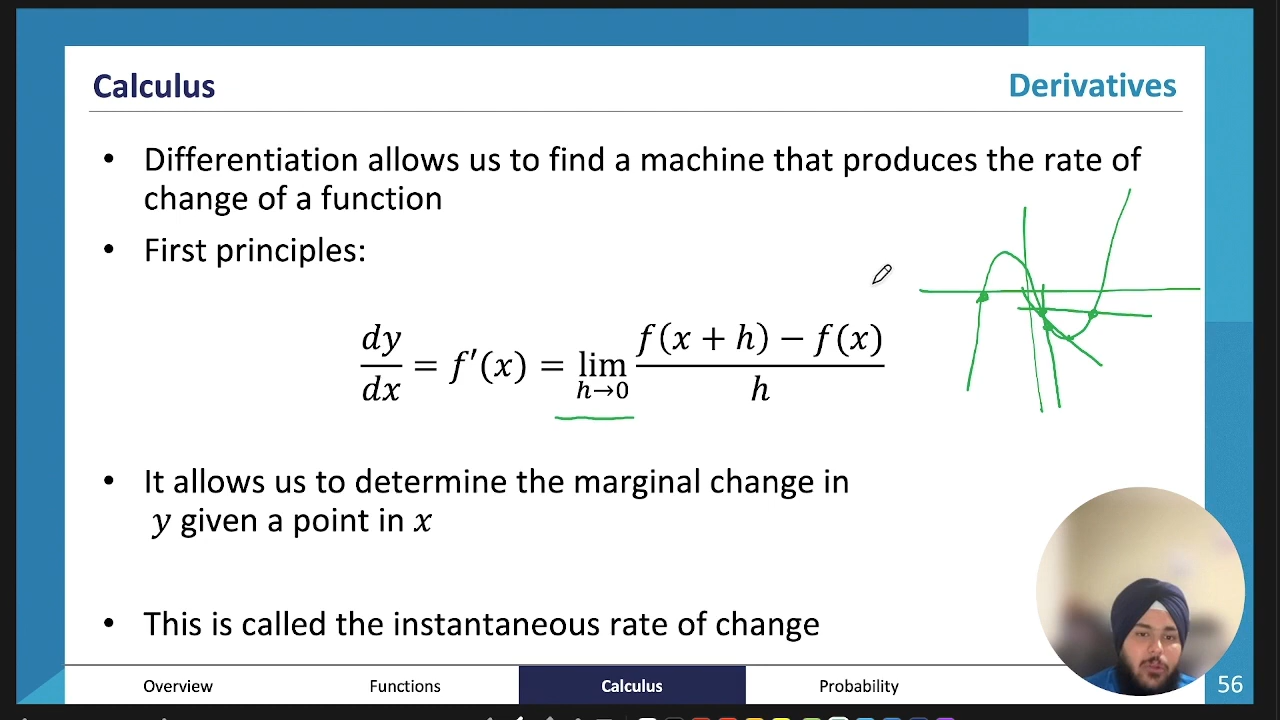 Calculus
Derivatives
• Differentiation allows us to find a machine that produces the rate of
change of a function
• First principles:
dy/dx = f′(x) = lim h→0 f(x + h) − f(x) / h
• It allows us to determine the marginal change in
y given a point in x
• This is called the instantaneous rate of change
Overview Functions Calculus Probability 56